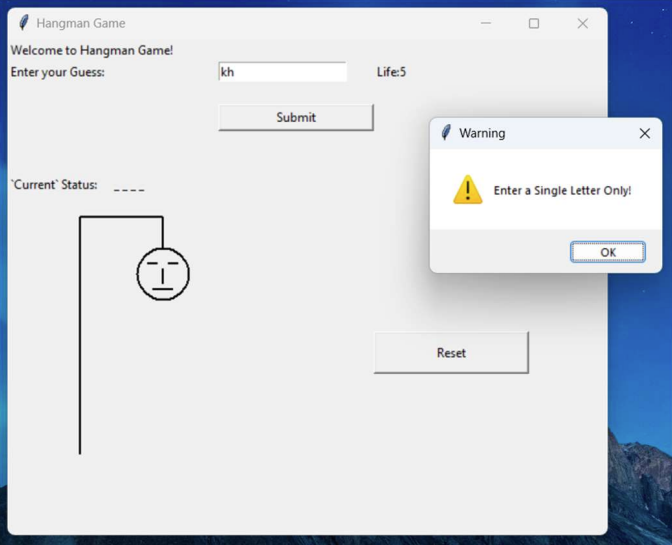 Hangman Game
Welcome to Hangman Game!
Enter your Guess: kh Life:5
Submit
Warning
Enter a Single Letter Only!
OK
`Current` Status: _ _ _ _
Reset